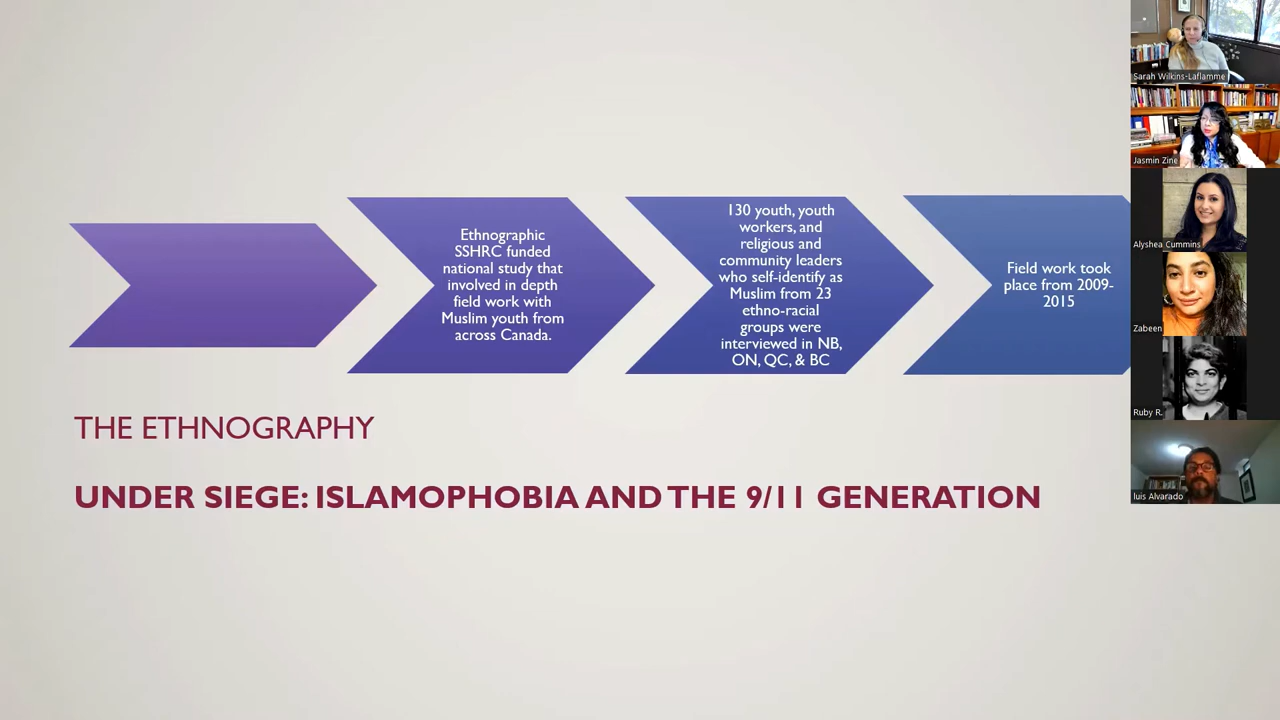 Ethnographic
SSHRC funded
national study that
involved in depth
field work with
Muslim youth from
across Canada.
130 youth, youth
workers, and
religious and
community leaders
who self-identify as
Muslim from 23
ethno-racial
groups were
interviewed in NB,
ON, QC, & BC
Field work took
place from 2009-
2015
THE ETHNOGRAPHY
UNDER SIEGE: ISLAMOPHOBIA AND THE 9/11 GENERATION
Sarah Wilkins-Laflamme
Jasmin Zine
Alyshea Cummins
Zabeen
Ruby R.
luis Alvarado